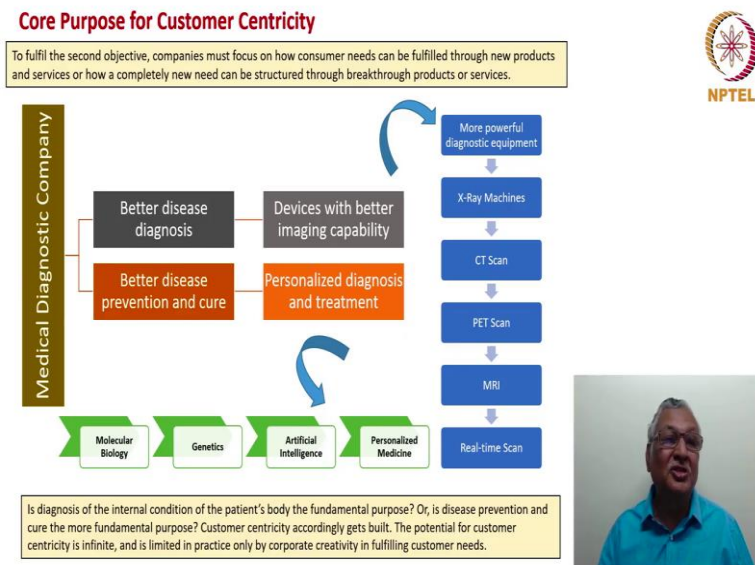 Core Purpose for Customer Centricity
To fulfil the second objective, companies must focus on how consumer needs can be fulfilled through new products
and services or how a completely new need can be structured through breakthrough products or services.
NPTEL
Medical Diagnostic Company
Better disease
diagnosis
Devices with better
imaging capability
Better disease
prevention and cure
Personalized diagnosis
and treatment
More powerful
diagnostic equipment
X-Ray Machines
CT Scan
PET Scan
MRI
Real-time Scan
Molecular
Biology
Genetics
Artificial
Intelligence
Personalized
Medicine
Is diagnosis of the internal condition of the patient's body the fundamental purpose? Or, is disease prevention and
cure the more fundamental purpose? Customer centricity accordingly gets built. The potential for customer
centricity is infinite, and is limited in practice only by corporate creativity in fulfilling customer needs.